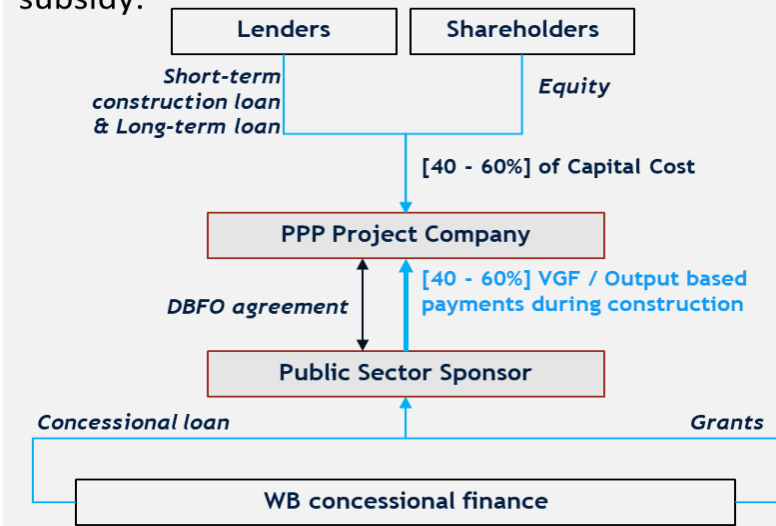 subsidy.
Lenders
Shareholders
Short-term
construction loan
& Long-term loan
Equity
[40 - 60%] of Capital Cost
PPP Project Company
DBFO agreement
[40 - 60%] VGF / Output based
payments during construction
Public Sector Sponsor
Concessional loan
Grants
WB concessional finance